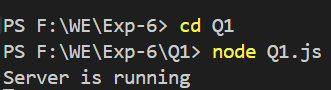 PS F:\WE\Exp-6> cd Q1
PS F:\WE\Exp-6\Q1> node Q1.js
Server is running